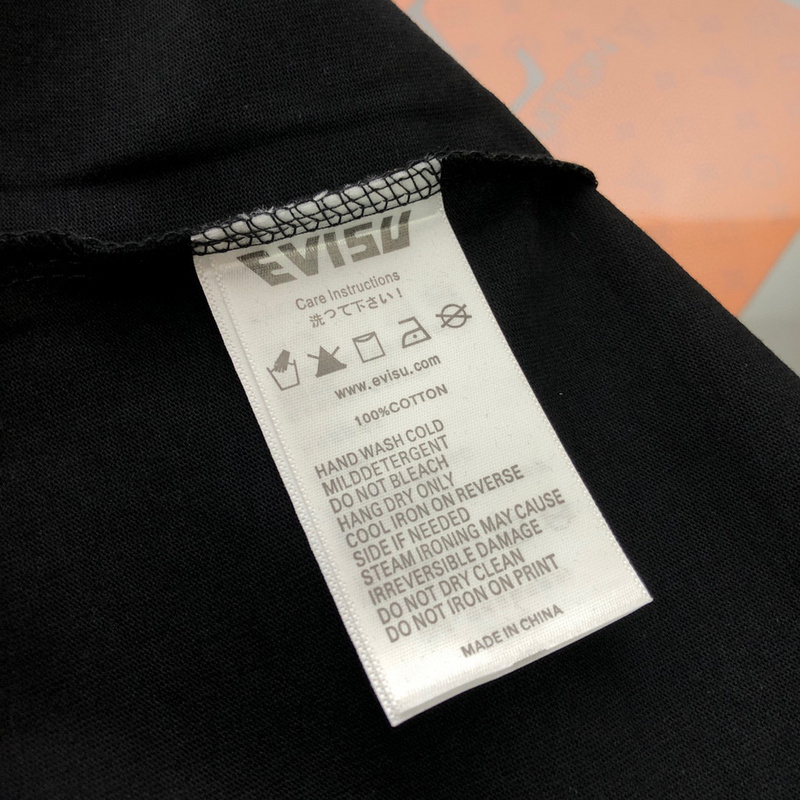 EVISU
Care Instructions
洗って下さい！
www.evisu.com
100%COTTON
HAND WASH COLD
MILDDETERGENT
DO NOT BLEACH
HANG DRY ONLY
COOL IRON ON REVERSE
SIDE IF NEEDED
STEAM IRONING MAY CAUSE
IRREVERSIBLE DAMAGE
DO NOT DRY CLEAN
DO NOT IRON ON PRINT
MADE IN CHINA